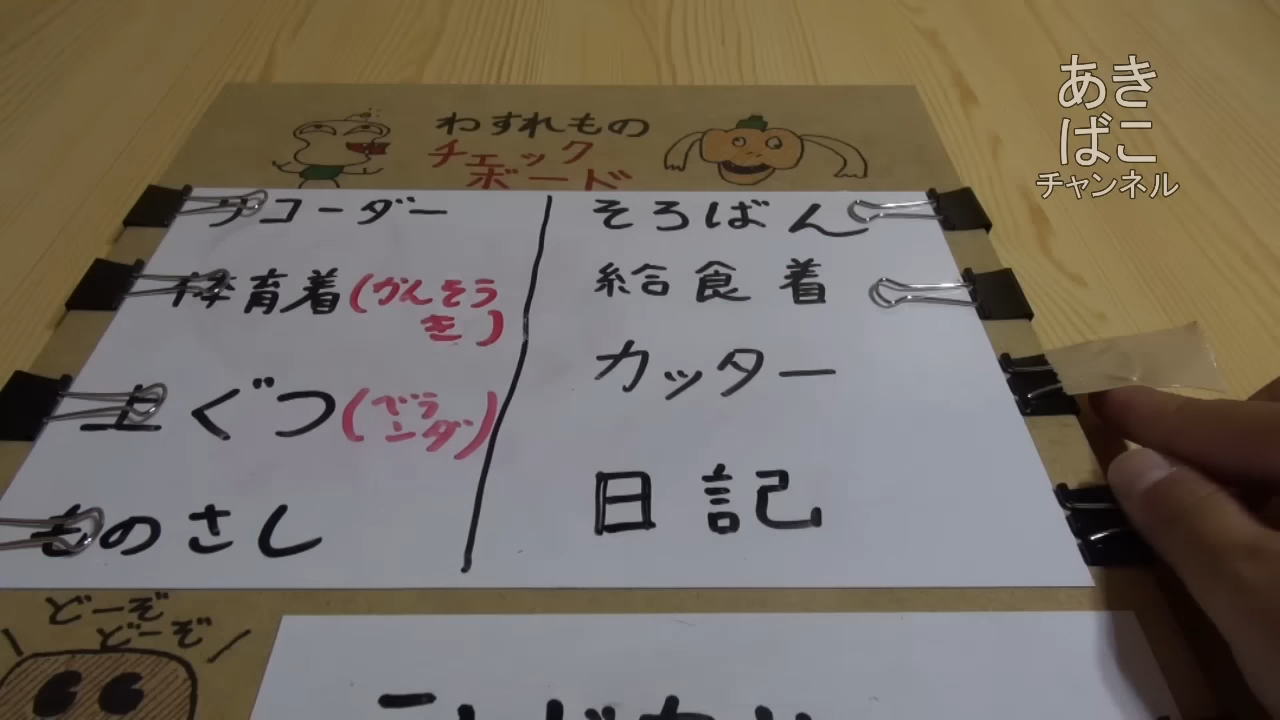 あき
ばこ
チャンネル
わすれもの
チェック
ボード
リコーダー
体育着(かんそう
き)
上ぐつ(べラ
ンダ)
ものさし
そろばん
給食着
カッター
日記
どーぞ
どーぞ